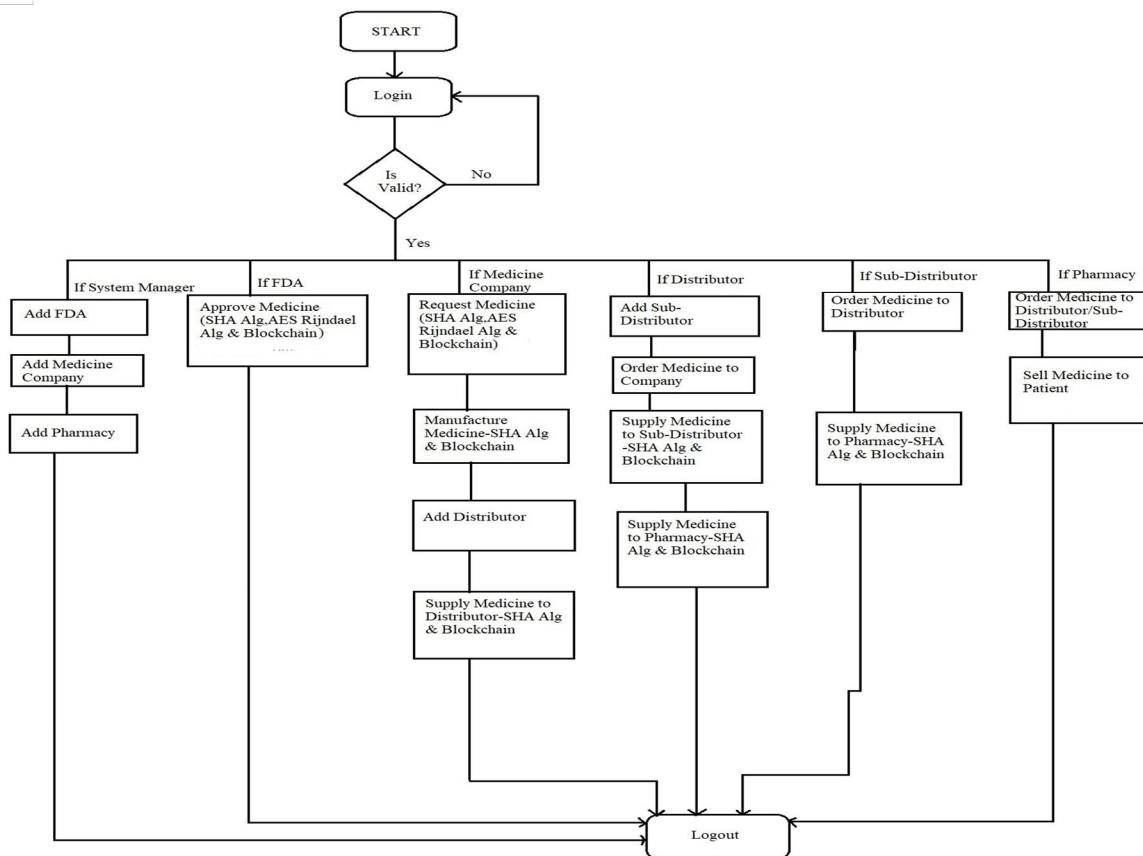 START
Login
Is
Valid?
No
Yes
If System Manager
Add FDA
Add Medicine
Company
Add Pharmacy
If FDA
Approve Medicine
(SHA Alg,AES Rijndael
Alg & Blockchain)
If Medicine
Company
Request Medicine
(SHA Alg,AES
Rijndael Alg &
Blockchain)
Manufacture
Medicine-SHA Alg
& Blockchain
Add Distributor
Supply Medicine to
Distributor-SHA Alg
& Blockchain
If Distributor
Add Sub-
Distributor
Order Medicine to
Company
Supply Medicine
to Sub-Distributor
-SHA Alg &
Blockchain
Supply Medicine
to Pharmacy-SHA
Alg & Blockchain
If Sub-Distributor
Order Medicine to
Distributor
Supply Medicine
to Pharmacy-SHA
Alg & Blockchain
If Pharmacy
Order Medicine to
Distributor/Sub-
Distributor
Sell Medicine to
Patient
Logout